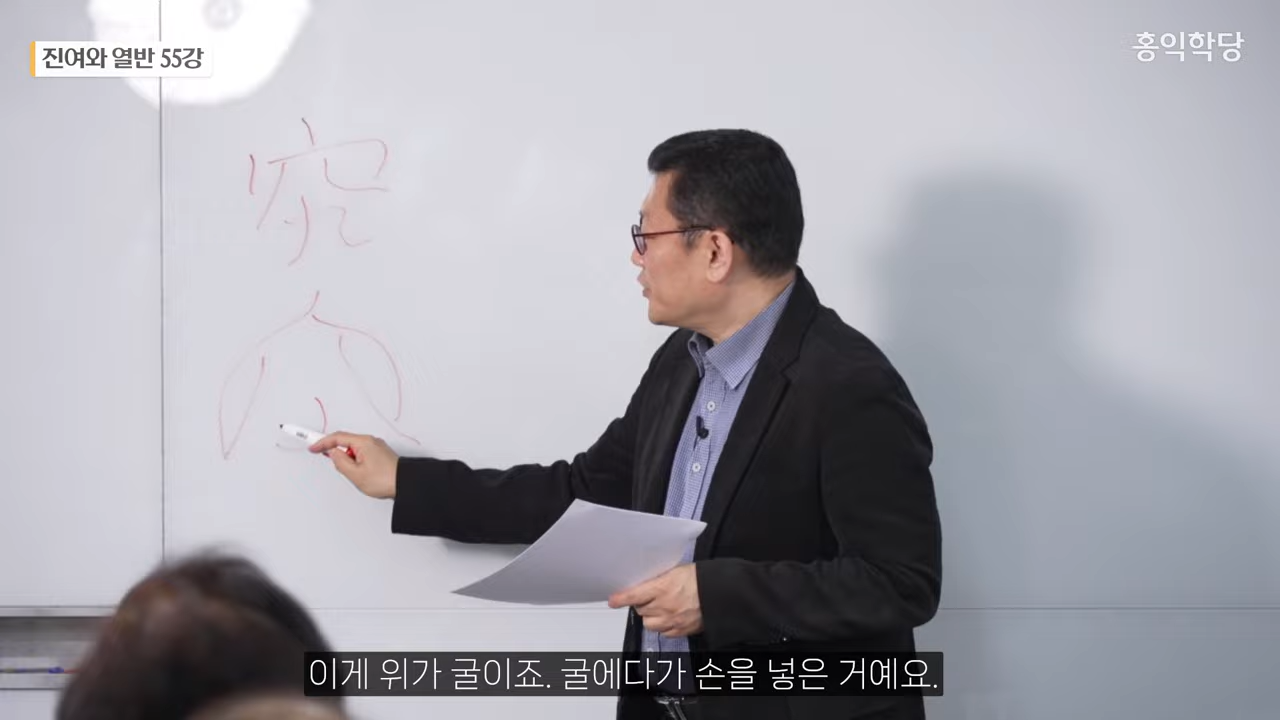 진여와 열반 55강
홍익학당
究
이게 위가 굴이죠. 굴에다가 손을 넣은 거예요.